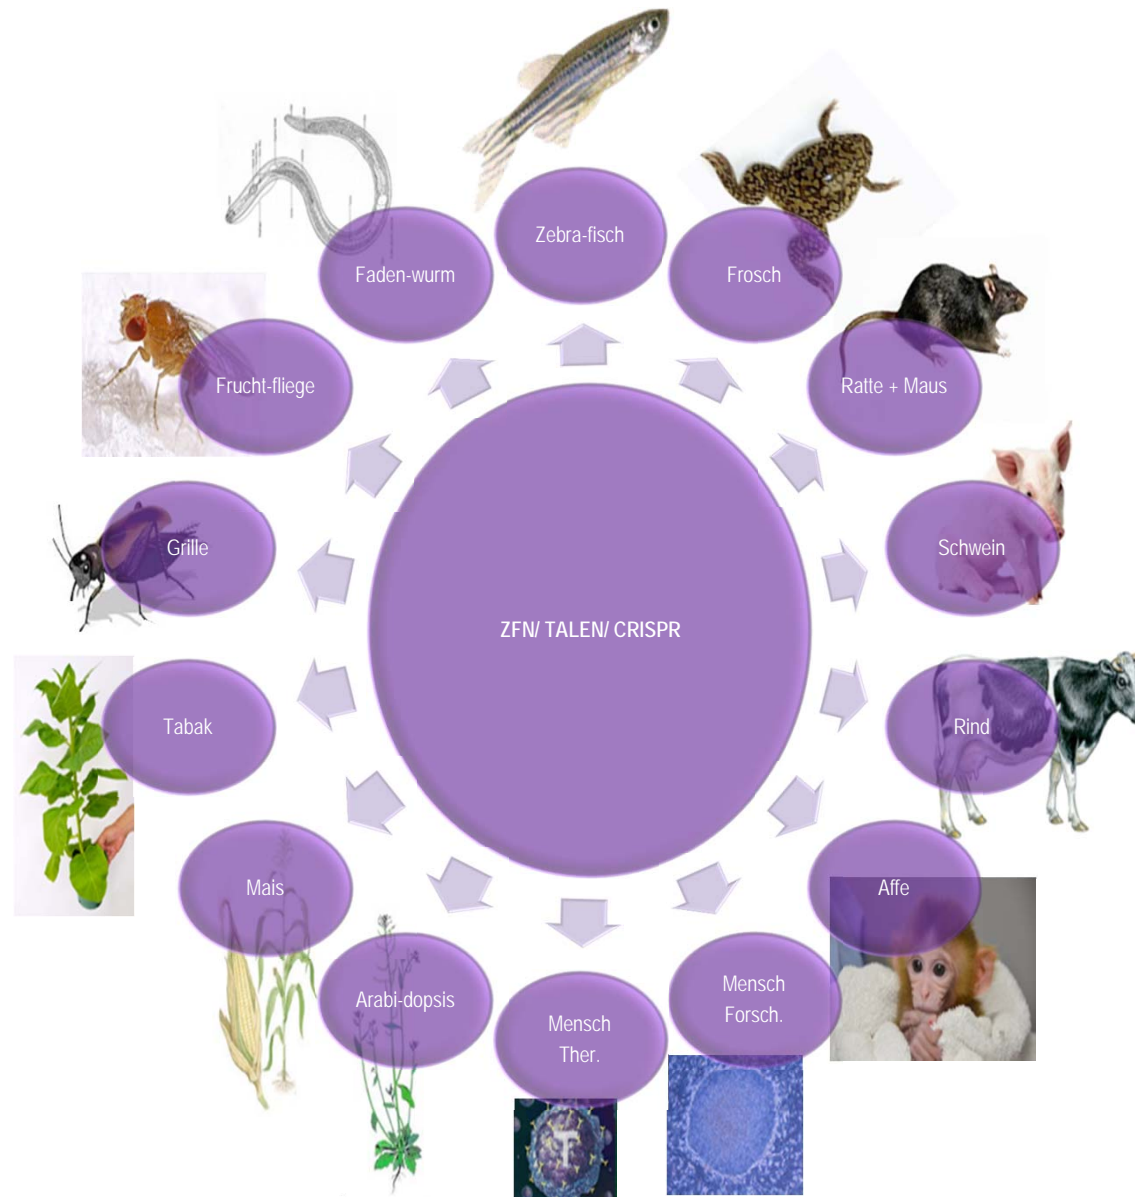 Zebra-fisch
Frosch
Ratte + Maus
Schwein
Rind
Affe
Mensch
Forsch.
Mensch
Ther.
Arabi-dopsis
Mais
Tabak
Grille
Frucht-fliege
Faden-wurm
ZFN/ TALEN/ CRISPR
T